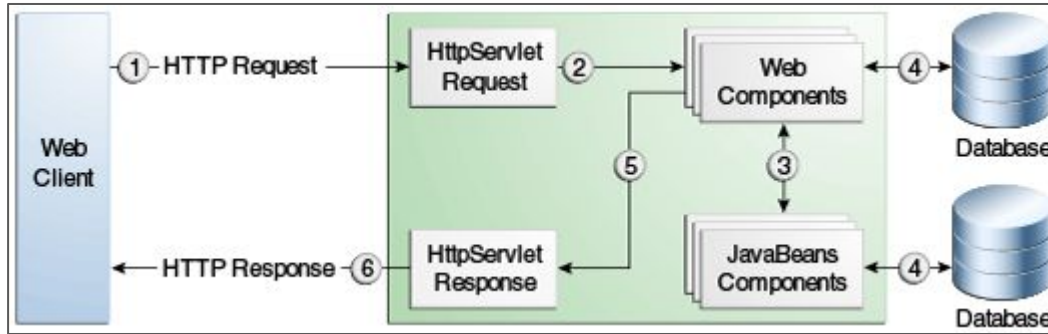 Web
Client
1 HTTP Request
HttpServlet
Request
2
Web
Components
4
Database
5
3
HTTP Response 6
HttpServlet
Response
JavaBeans
Components
4
Database